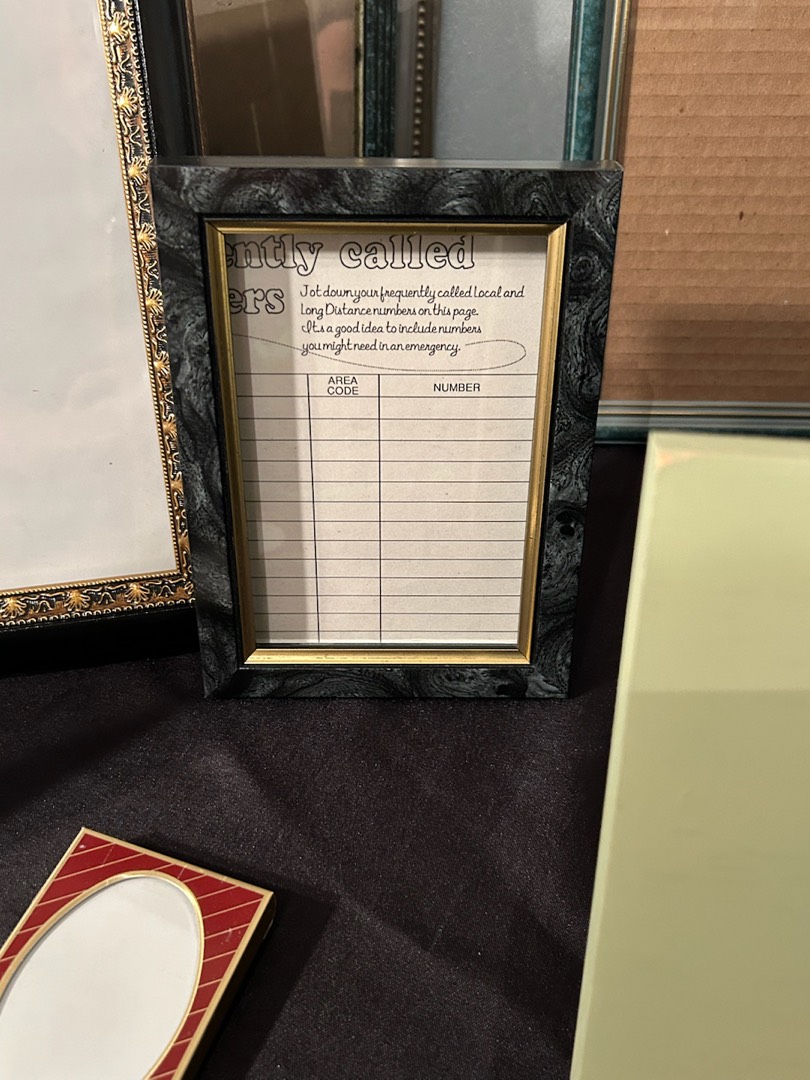 ently called
ers
Jot down your frequently called Local and
Long Distance numbers on this page.
It's a good idea to include numbers
you might need in an emergency.
AREA
CODE
NUMBER